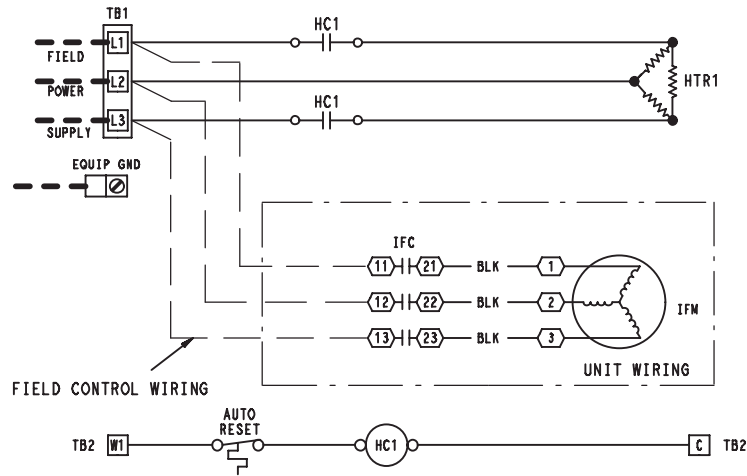 TB1
L1
HC1
FIELD
L2
POWER
HTR1
L3
HC1
SUPPLY
EQUIP GND
IFC
11 21 BLK 1
12 22 BLK 2
IFM
13 23 BLK 3
UNIT WIRING
FIELD CONTROL WIRING
AUTO
RESET
TB2 W1 HC1 C TB2